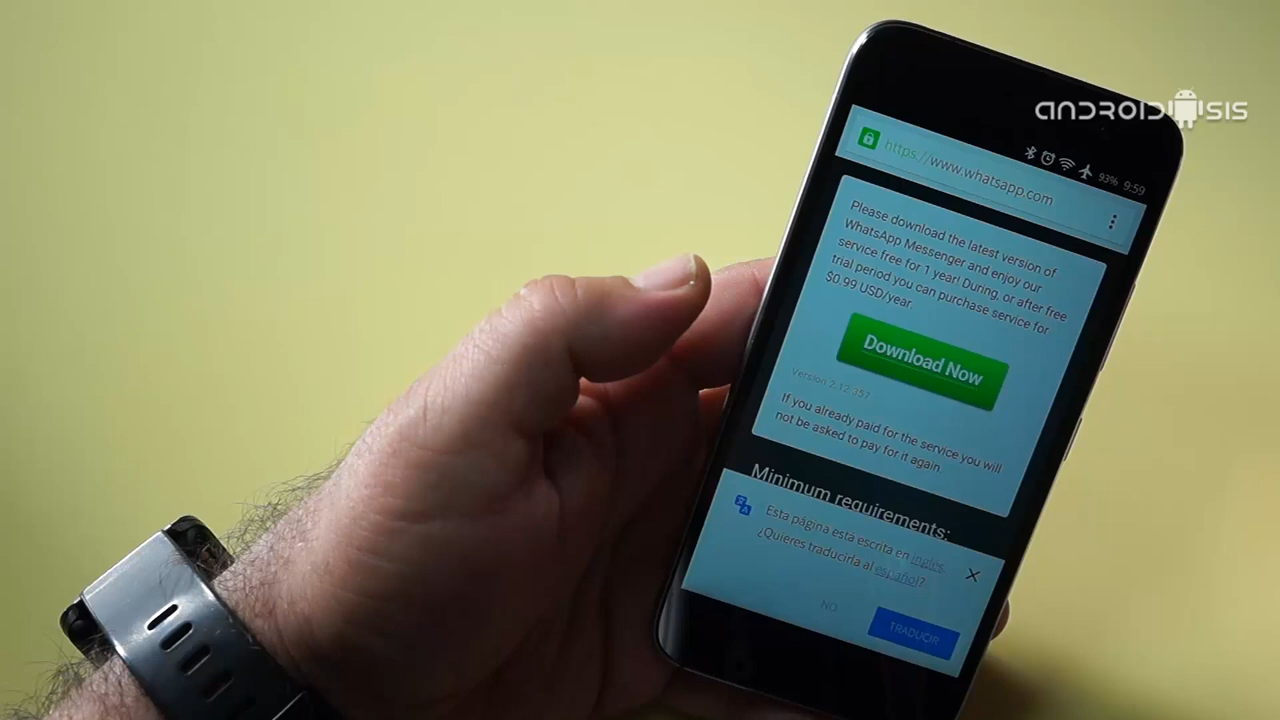 ANDROIDSIS
93% 9:59
https://www.whatsapp.com
Please download the latest version of
WhatsApp Messenger and enjoy our
service free for 1 year! During, or after free
trial period you can purchase service for
$0.99 USD/year.
Download Now
Version 2.12.357
If you already paid for the service you will
not be asked to pay for it again.
Minimum requirements:
Esta página está escrita en inglés.
¿Quieres traducirla al español?
NO
TRADUCIR